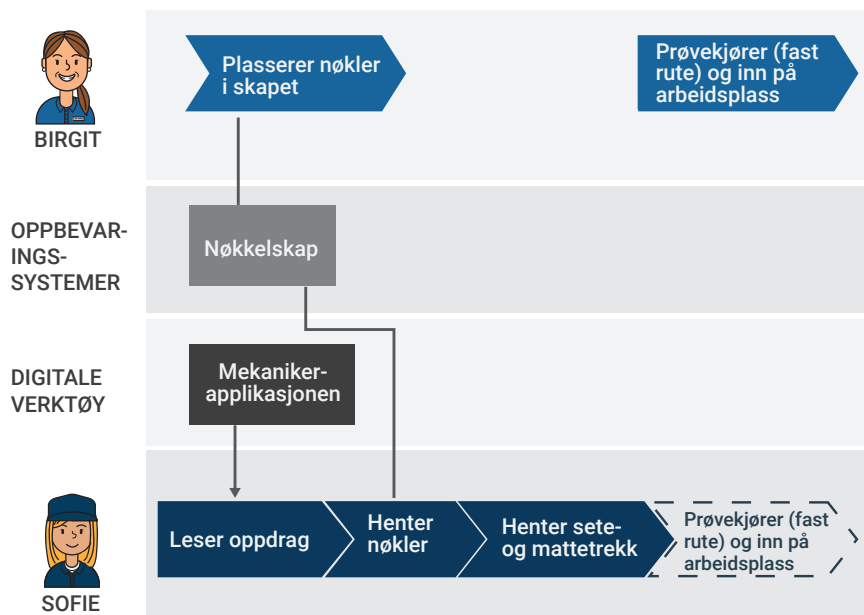 BIRGIT
Plasserer nøkler
i skapet
Prøvekjører (fast
rute) og inn på
arbeidsplass
OPPBEVAR-
INGS-
SYSTEMER
Nøkkelskap
DIGITALE
VERKTØY
Mekaniker-
applikasjonen
SOFIE
Leser oppdrag
Henter
nøkler
Henter sete-
og mattetrekk
Prøvekjører (fast
rute) og inn på
arbeidsplass